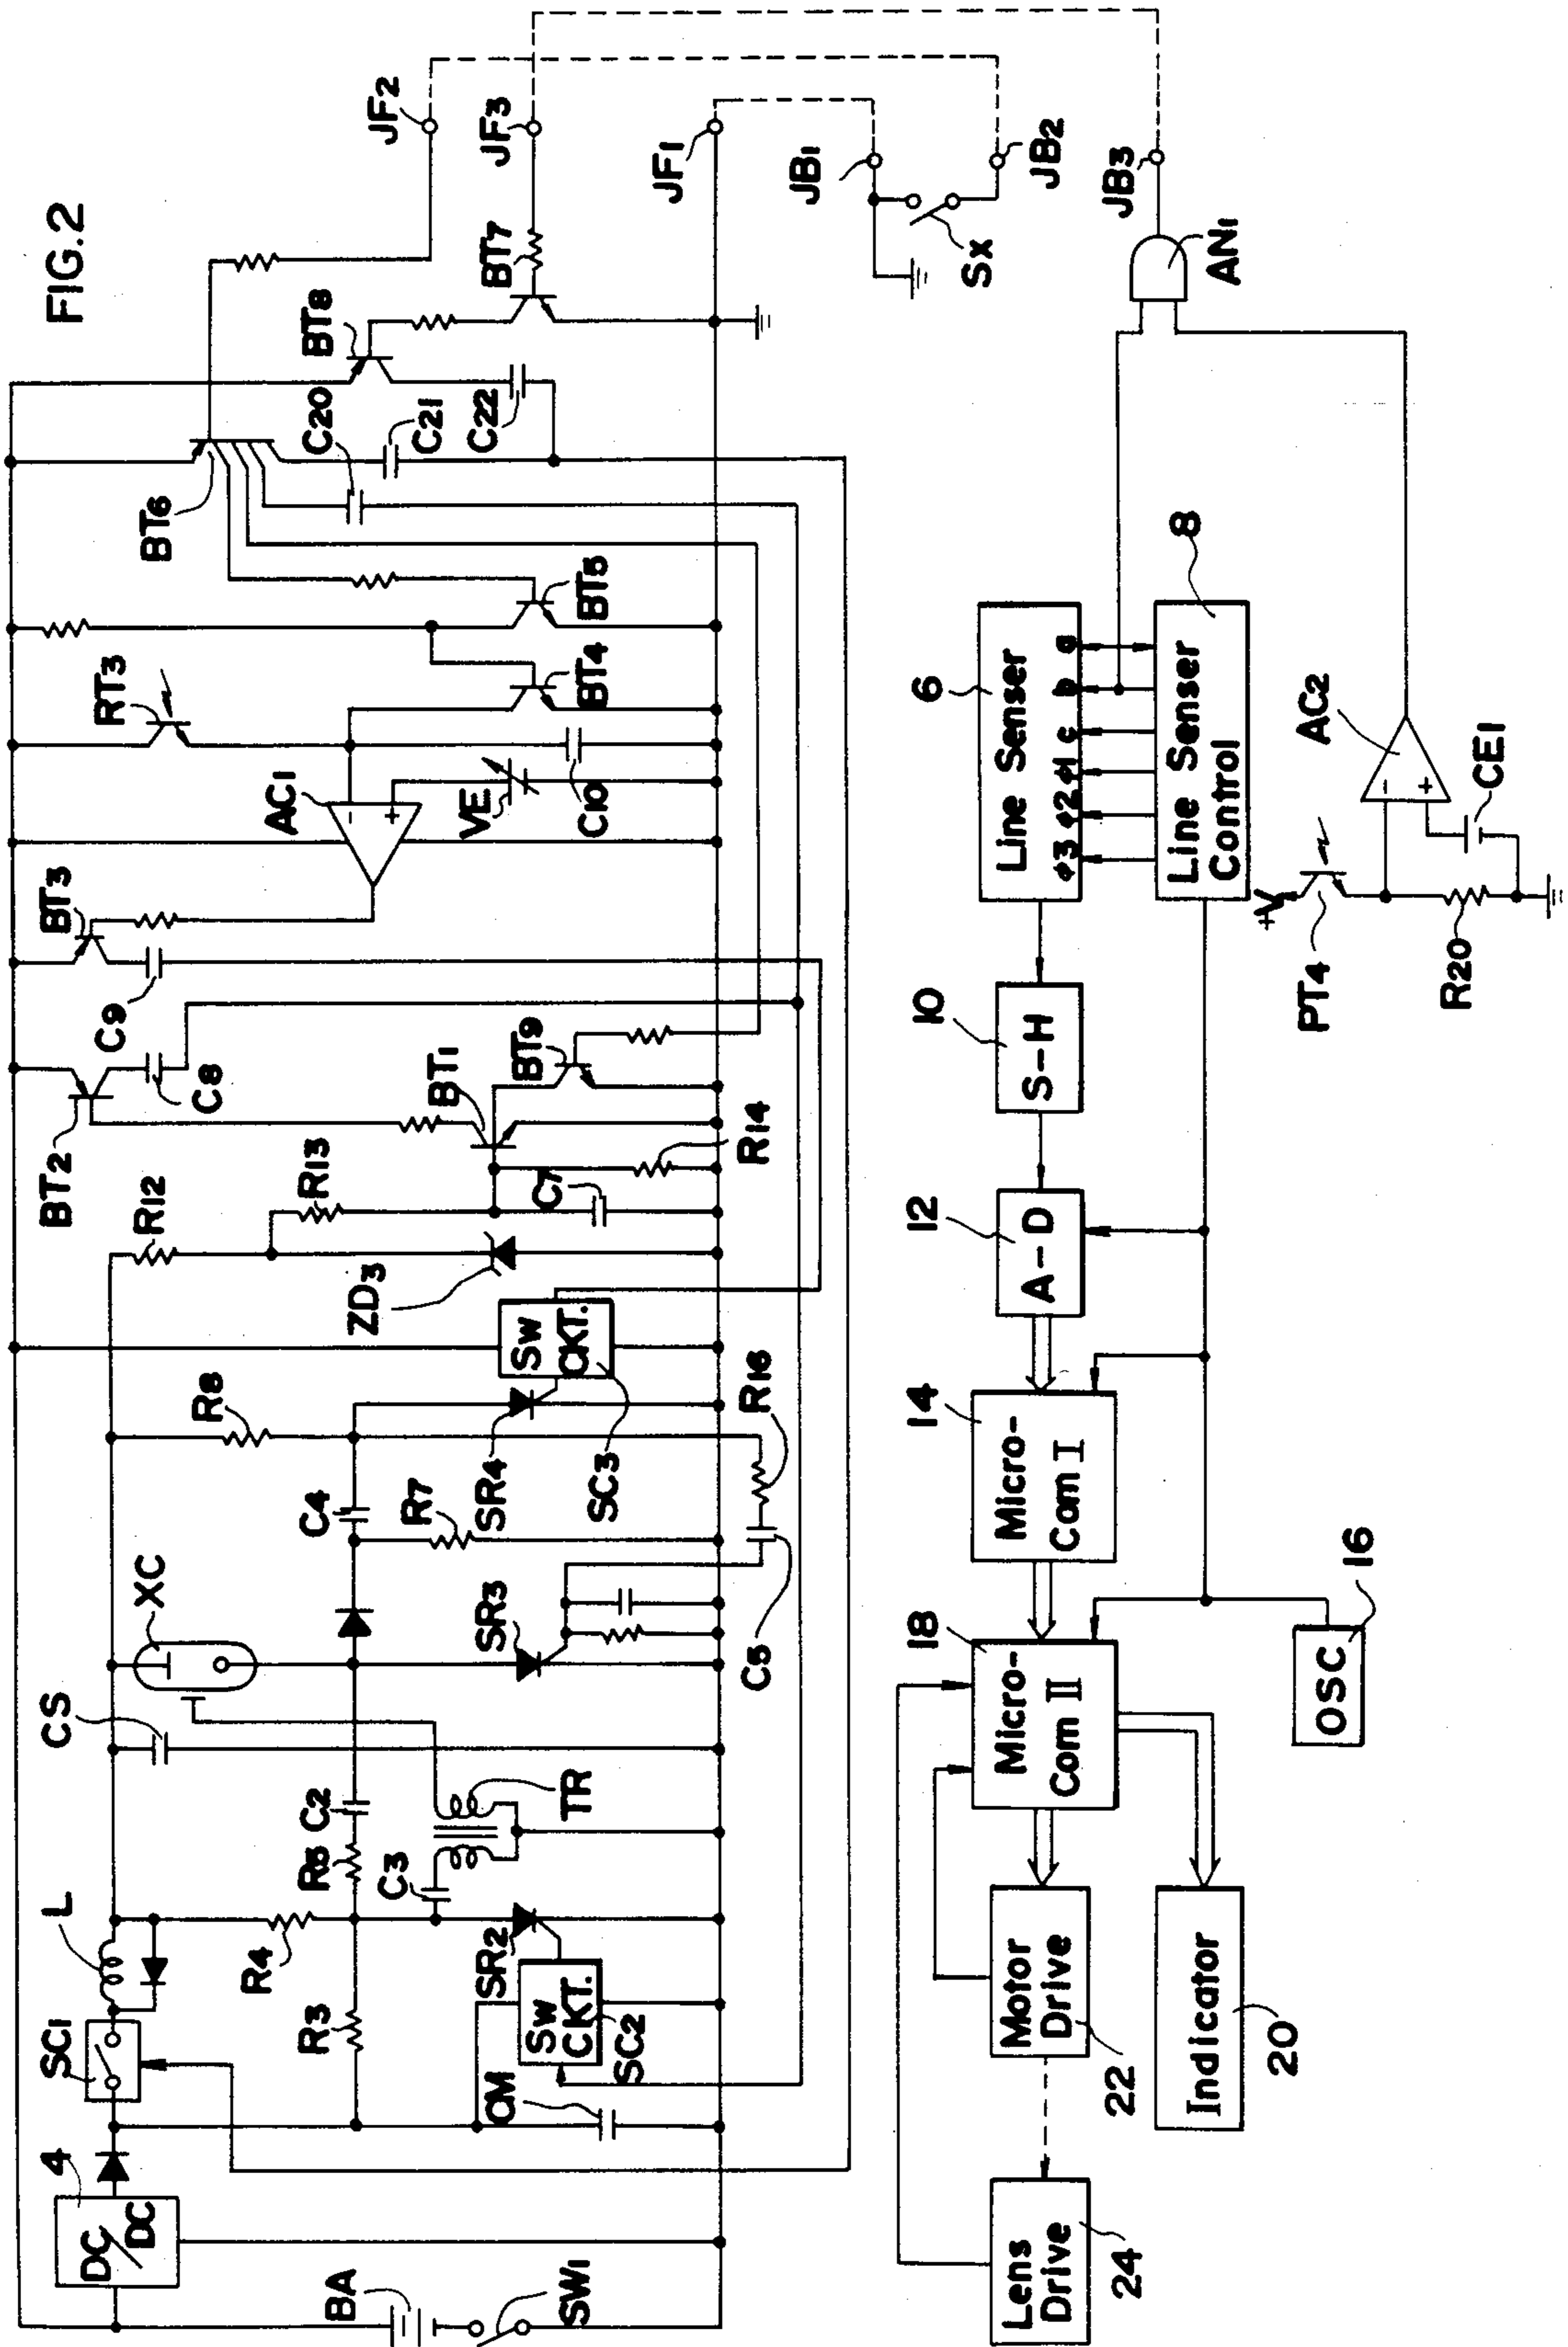 FIG.2
JF2
JF3
JF1
JB1
JB2
JB3
Sx
AN1
BT7
BT8
C20
C21
C22
BT6
BT5
BT4
RT3
AC1
VE
C10
BT3
C9
C8
BT2
BT1
BT9
R14
R13
C7
R12
ZD3
Sw
CKT.
SC3
R16
R8
SR4
C4
R7
XC
SR3
C5
CS
C2
R5
C3
TR
L
R4
SR2
R3
Sw
CKT.
SC2
SC1
CM
4
DC
DC
BA
SW1
6
Line Senser
ϕ3 ϕ2 ϕ1 c b a
8
Line Senser
Control
AC2
-
+
CE1
+V
PT4
R20
10
S-H
12
A-D
14
Micro-
Com I
16
OSC
18
Micro-
Com II
Motor
Drive
22
Indicator
20
Lens
Drive
24
-
+